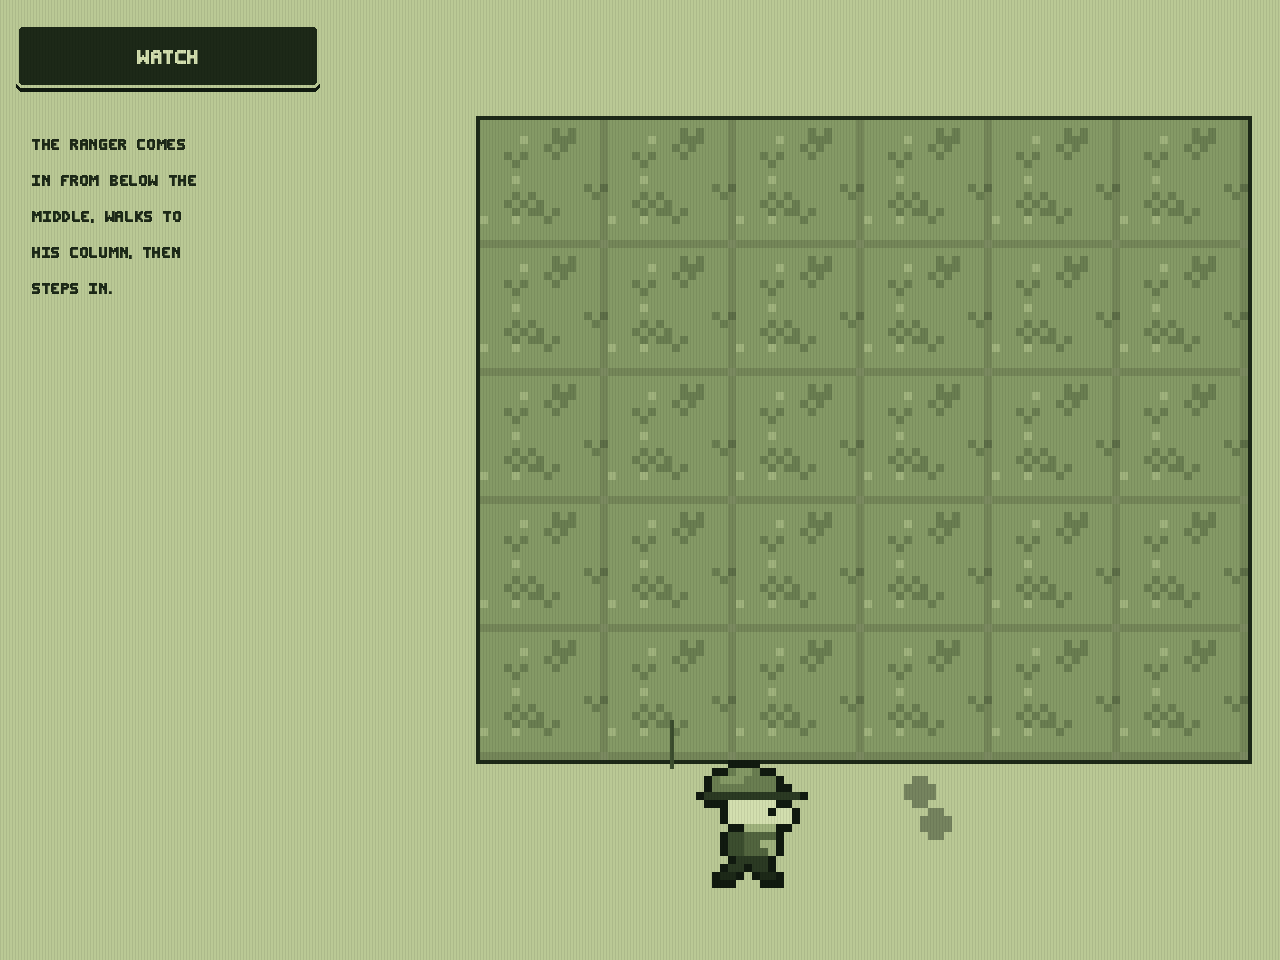 WATCH
THE RANGER COMES
IN FROM BELOW THE
MIDDLE, WALKS TO
HIS COLUMN, THEN
STEPS IN.